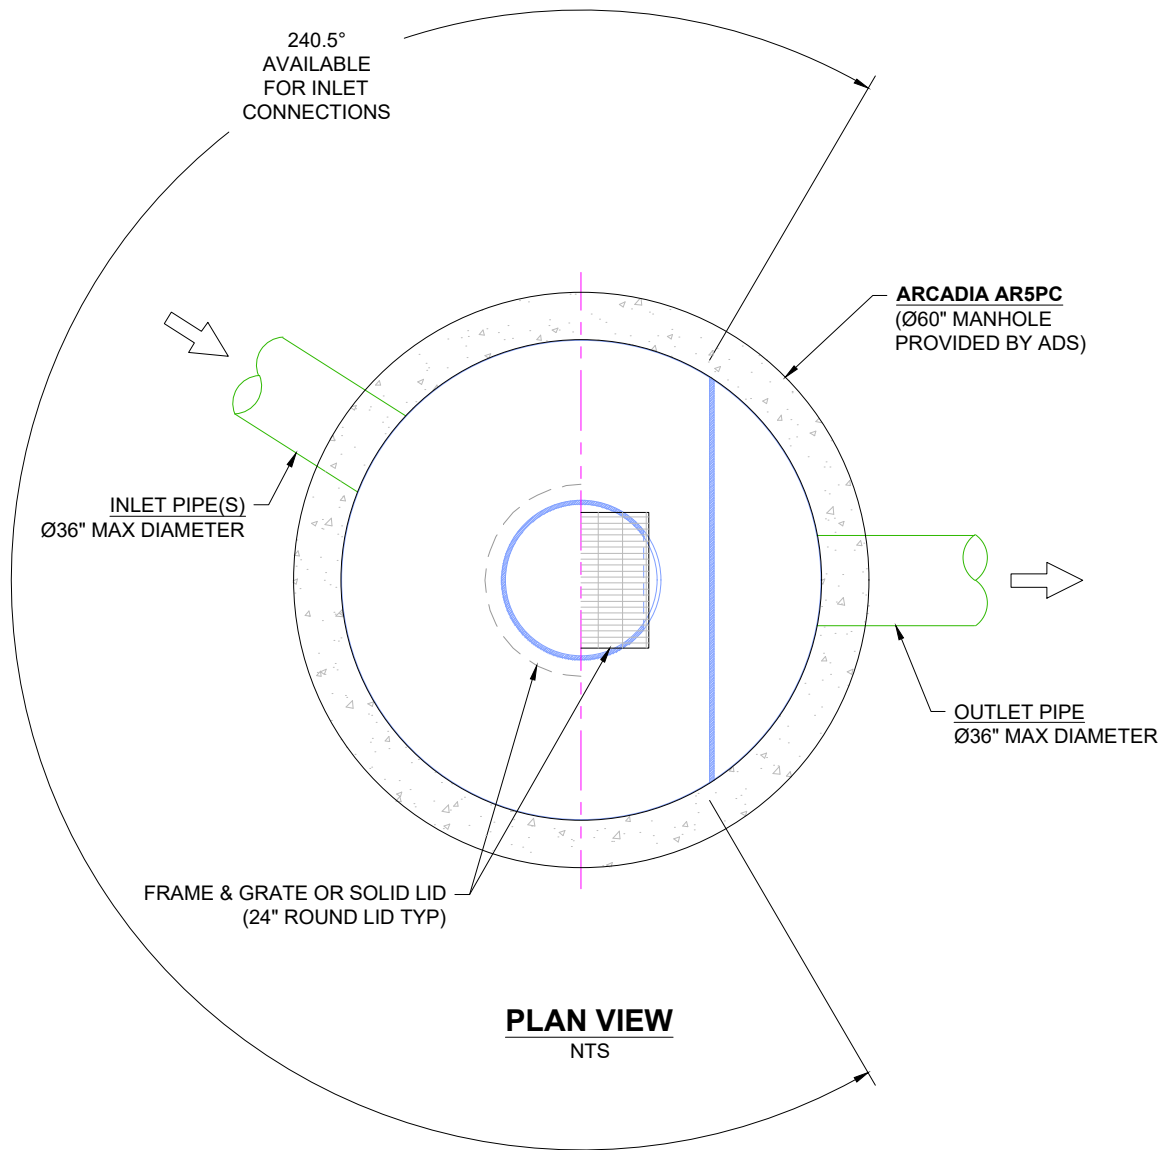 240.5°
AVAILABLE
FOR INLET
CONNECTIONS
ARCADIA AR5PC
(Ø60" MANHOLE
PROVIDED BY ADS)
INLET PIPE(S)
Ø36" MAX DIAMETER
OUTLET PIPE
Ø36" MAX DIAMETER
FRAME & GRATE OR SOLID LID
(24" ROUND LID TYP)
PLAN VIEW
NTS